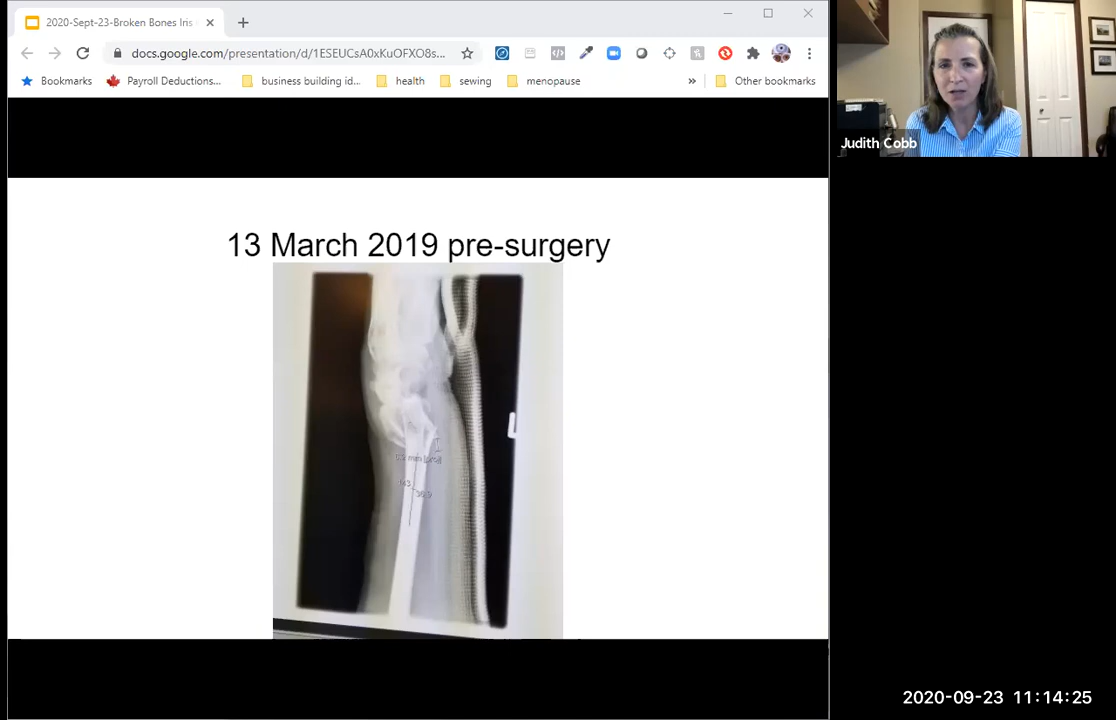 2020-Sept-23-Broken Bones Iris
docs.google.com/presentation/d/1ESEUCsA0xKuOFXO8s...
Bookmarks
Payroll Deductions...
business building id...
health
sewing
menopause
»
Other bookmarks
Judith Cobb
13 March 2019 pre-surgery
L
2020-09-23 11:14:25